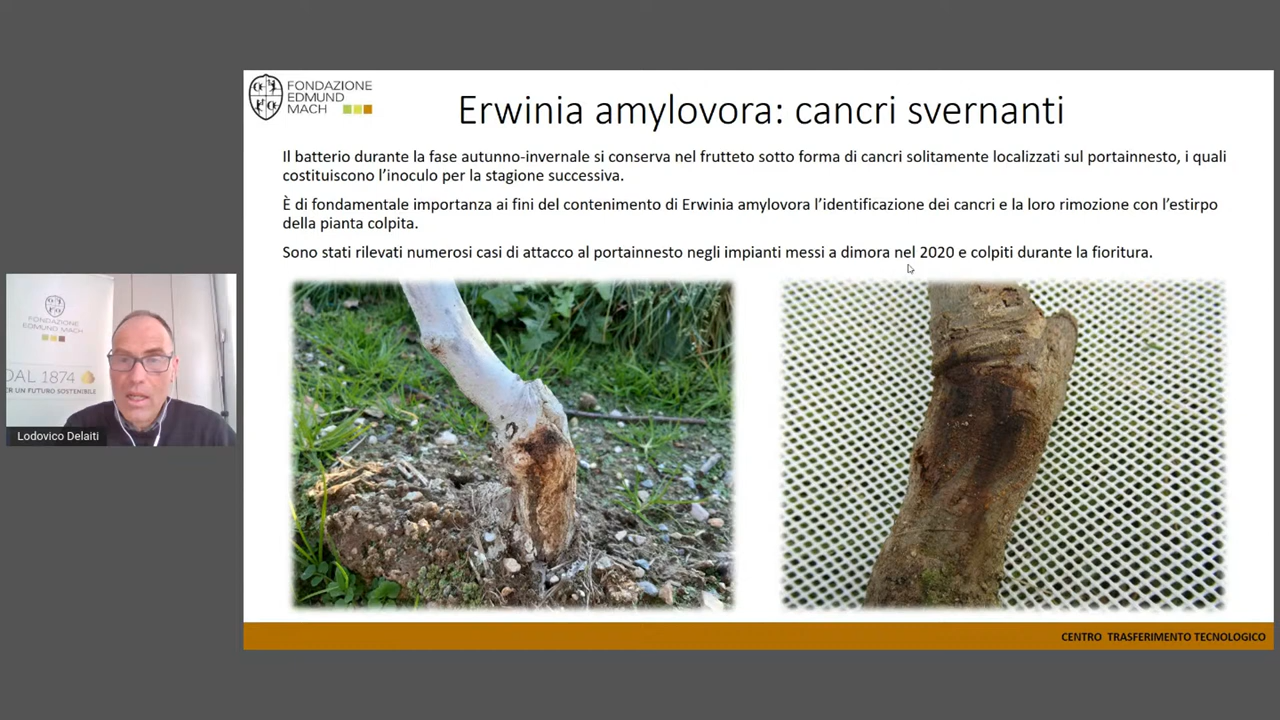 FONDAZIONE
EDMUND
MACH
Erwinia amylovora: cancri svernanti
Il batterio durante la fase autunno-invernale si conserva nel frutteto sotto forma di cancri solitamente localizzati sul portainnesto, i quali
costituiscono l’inoculo per la stagione successiva.
È di fondamentale importanza ai fini del contenimento di Erwinia amylovora l’identificazione dei cancri e la loro rimozione con l’estirpo
della pianta colpita.
Sono stati rilevati numerosi casi di attacco al portainnesto negli impianti messi a dimora nel 2020 e colpiti durante la fioritura.
FONDAZIONE
EDMUND MACH
DAL 1874
ER UN FUTURO SOSTENIBILE
Lodovico Delaiti
CENTRO TRASFERIMENTO TECNOLOGICO